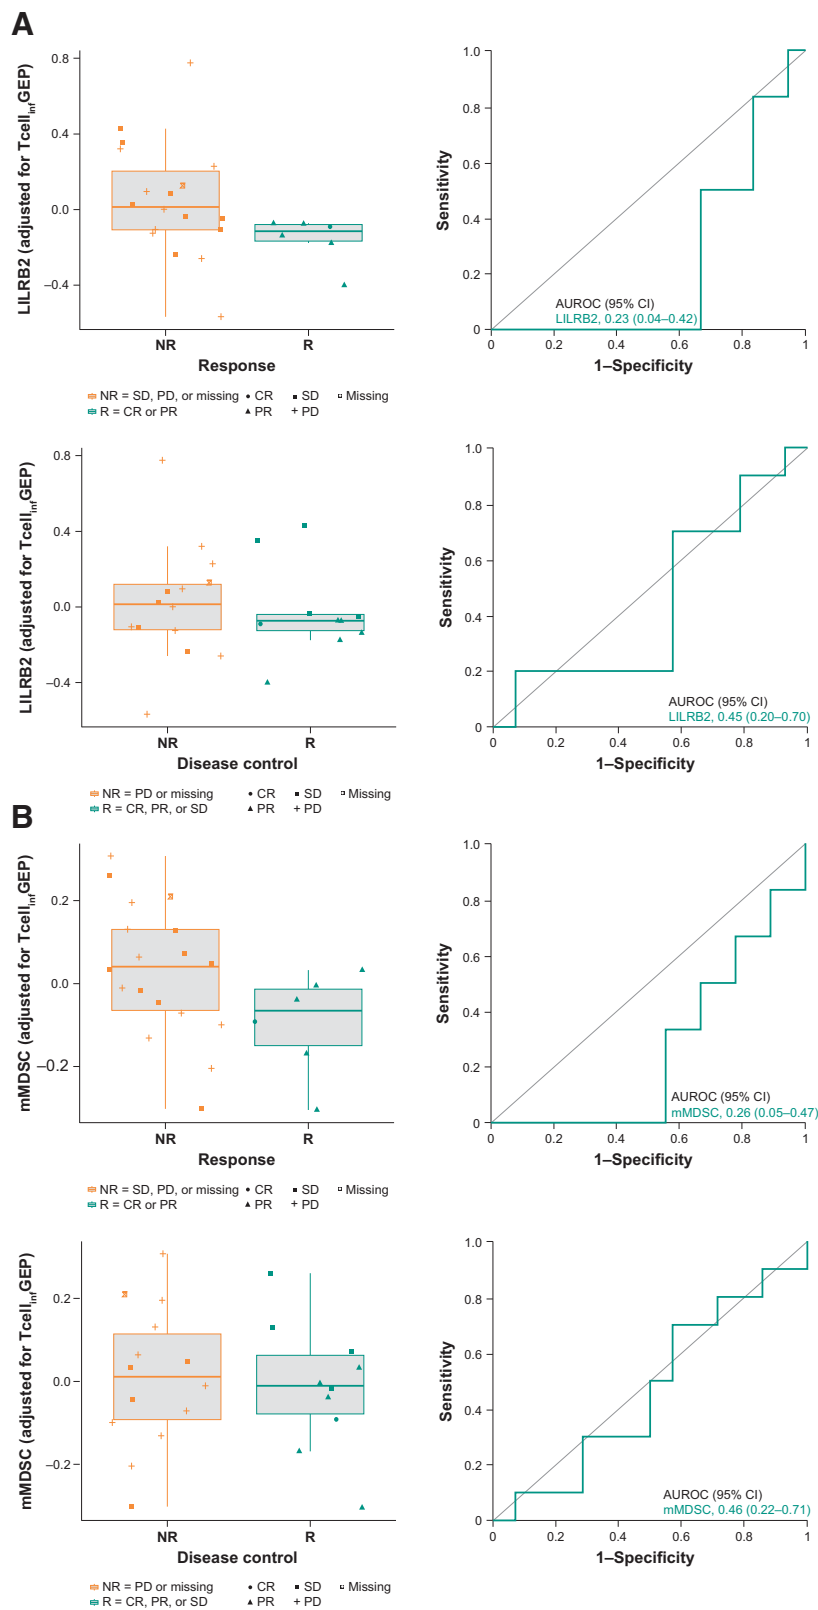 A
LILRB2 (adjusted for TcellinfGEP)
0.8
0.4
0.0
–0.4
NR
R
Response
NR = SD, PD, or missing
CR
SD
Missing
R = CR or PR
PR
PD
Sensitivity
1.0
0.8
0.6
0.4
0.2
0
AUROC (95% CI)
LILRB2, 0.23 (0.04–0.42)
0 0.2 0.4 0.6 0.8 1
1–Specificity
LILRB2 (adjusted for TcellinfGEP)
0.8
0.4
0.0
–0.4
NR
R
Disease control
NR = PD or missing
CR
SD
Missing
R = CR, PR, or SD
PR
PD
Sensitivity
1.0
0.8
0.6
0.4
0.2
0
AUROC (95% CI)
LILRB2, 0.45 (0.20–0.70)
0 0.2 0.4 0.6 0.8 1
1–Specificity
B
mMDSC (adjusted for TcellinfGEP)
0.2
0.0
–0.2
NR
R
Response
NR = SD, PD, or missing
CR
SD
Missing
R = CR or PR
PR
PD
Sensitivity
1.0
0.8
0.6
0.4
0.2
0
AUROC (95% CI)
mMDSC, 0.26 (0.05–0.47)
0 0.2 0.4 0.6 0.8 1
1–Specificity
mMDSC (adjusted for TcellinfGEP)
0.2
0.0
–0.2
NR
R
Disease control
NR = PD or missing
CR
SD
Missing
R = CR, PR, or SD
PR
PD
Sensitivity
1.0
0.8
0.6
0.4
0.2
0
AUROC (95% CI)
mMDSC, 0.46 (0.22–0.71)
0 0.2 0.4 0.6 0.8 1
1–Specificity